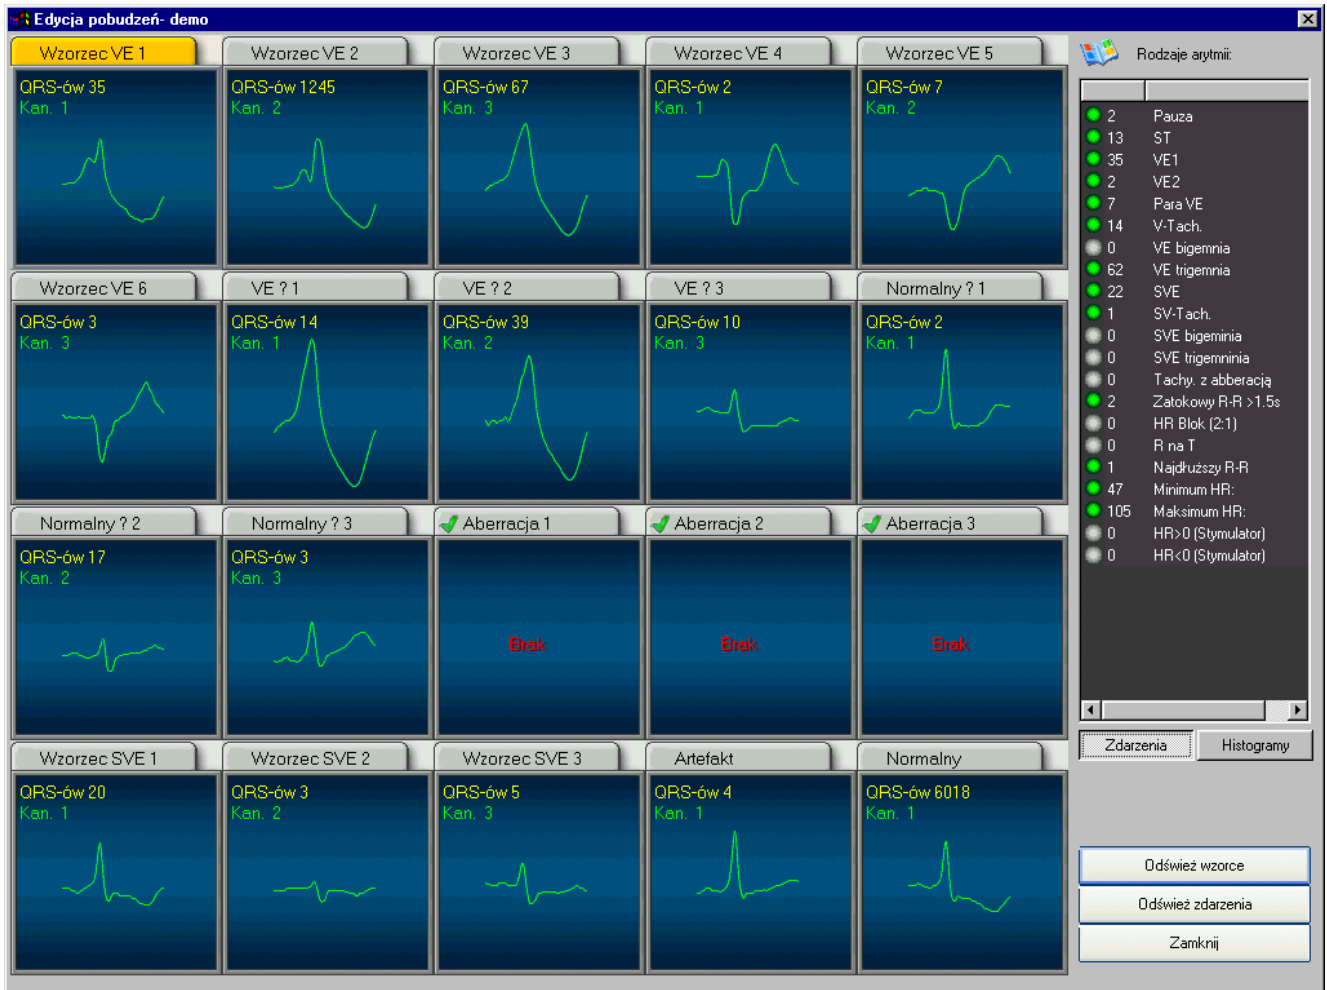 Edycja pobudzeń- demo
Wzorzec VE 1
Wzorzec VE 2
Wzorzec VE 3
Wzorzec VE 4
Wzorzec VE 5
QRS-ów 35
Kan. 1
QRS-ów 1245
Kan. 2
QRS-ów 67
Kan. 3
QRS-ów 2
Kan. 1
QRS-ów 7
Kan. 2
Wzorzec VE 6
VE ? 1
VE ? 2
VE ? 3
Normalny ? 1
QRS-ów 3
Kan. 3
QRS-ów 14
Kan. 1
QRS-ów 39
Kan. 2
QRS-ów 10
Kan. 3
QRS-ów 2
Kan. 1
Normalny ? 2
Normalny ? 3
Aberracja 1
Aberracja 2
Aberracja 3
QRS-ów 17
Kan. 2
QRS-ów 3
Kan. 3
Brak
Brak
Brak
Wzorzec SVE 1
Wzorzec SVE 2
Wzorzec SVE 3
Artefakt
Normalny
QRS-ów 20
Kan. 1
QRS-ów 3
Kan. 2
QRS-ów 5
Kan. 3
QRS-ów 4
Kan. 1
QRS-ów 6018
Kan. 1
Rodzaje arytmii:
2 Pauza
13 ST
35 VE1
2 VE2
7 Para VE
14 V-Tach.
0 VE bigemnia
62 VE trigemnia
22 SVE
1 SV-Tach.
0 SVE bigeminia
0 SVE trigemninia
0 Tachy. z abberacją
2 Zatokowy R-R >1.5s
0 HR Blok (2:1)
0 R na T
1 Najdłuższy R-R
47 Minimum HR:
105 Maksimum HR:
0 HR>0 (Stymulator)
0 HR<0 (Stymulator)
Zdarzenia
Histogramy
Odśwież wzorce
Odśwież zdarzenia
Zamknij